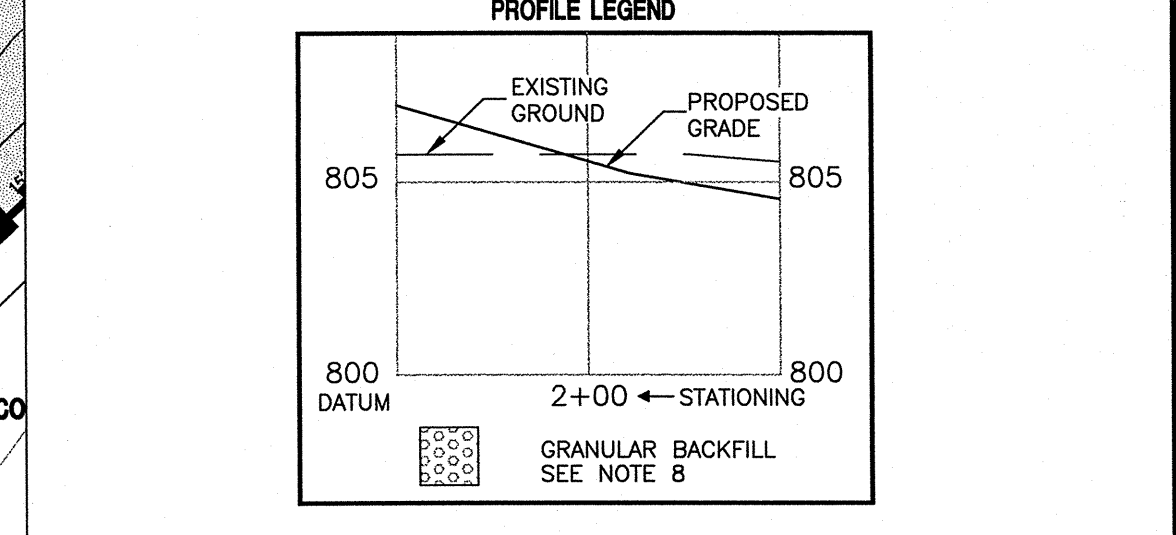 PROFILE LEGEND
EXISTING
GROUND
PROPOSED
GRADE
805
805
800
800
DATUM
2+00
STATIONING
GRANULAR BACKFILL
SEE NOTE 8
CO